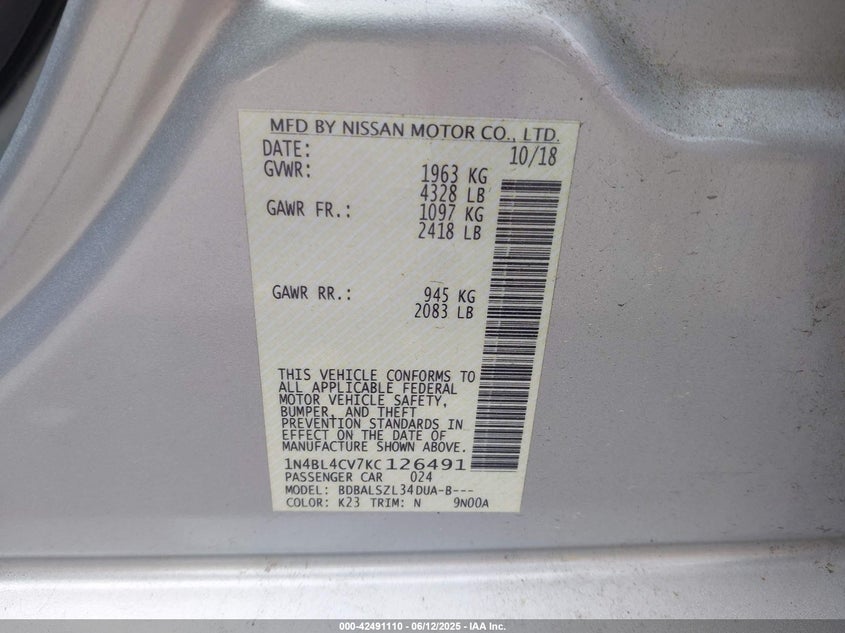 MFD BY NISSAN MOTOR CO., LTD.
DATE: 10/18
GVWR: 1963 KG
4328 LB
GAWR FR.: 1097 KG
2418 LB
GAWR RR.: 945 KG
2083 LB
THIS VEHICLE CONFORMS TO
ALL APPLICABLE FEDERAL
MOTOR VEHICLE SAFETY,
BUMPER, AND THEFT
PREVENTION STANDARDS IN
EFFECT ON THE DATE OF
MANUFACTURE SHOWN ABOVE.
1N4BL4CV7KC126491
PASSENGER CAR 024
MODEL: BDBALSZL34DUA-B---
COLOR: K23 TRIM: N 9N00A
000-42491110 - 06/12/2025 - IAA Inc.